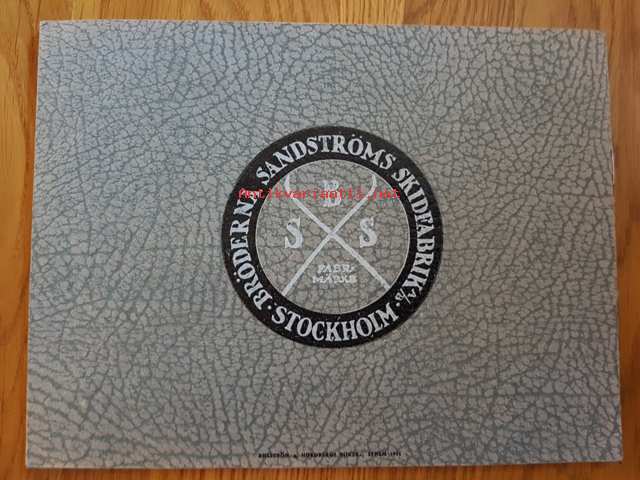 BRÖDERNA SANDSTRÖMS SKIDFABRIK A/B.
· STOCKHOLM ·
B
S S
FABR.
MÄRKE
Antikvariaatti.net